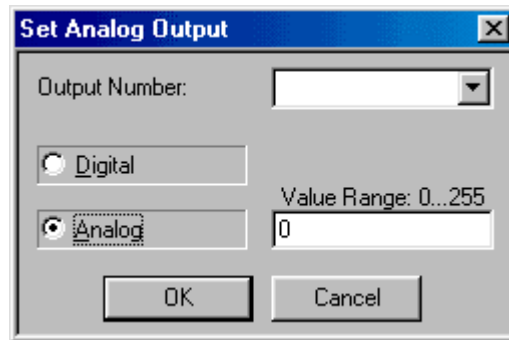 Set Analog Output
Output Number:
Digital
Value Range: 0...255
Analog
0
OK
Cancel